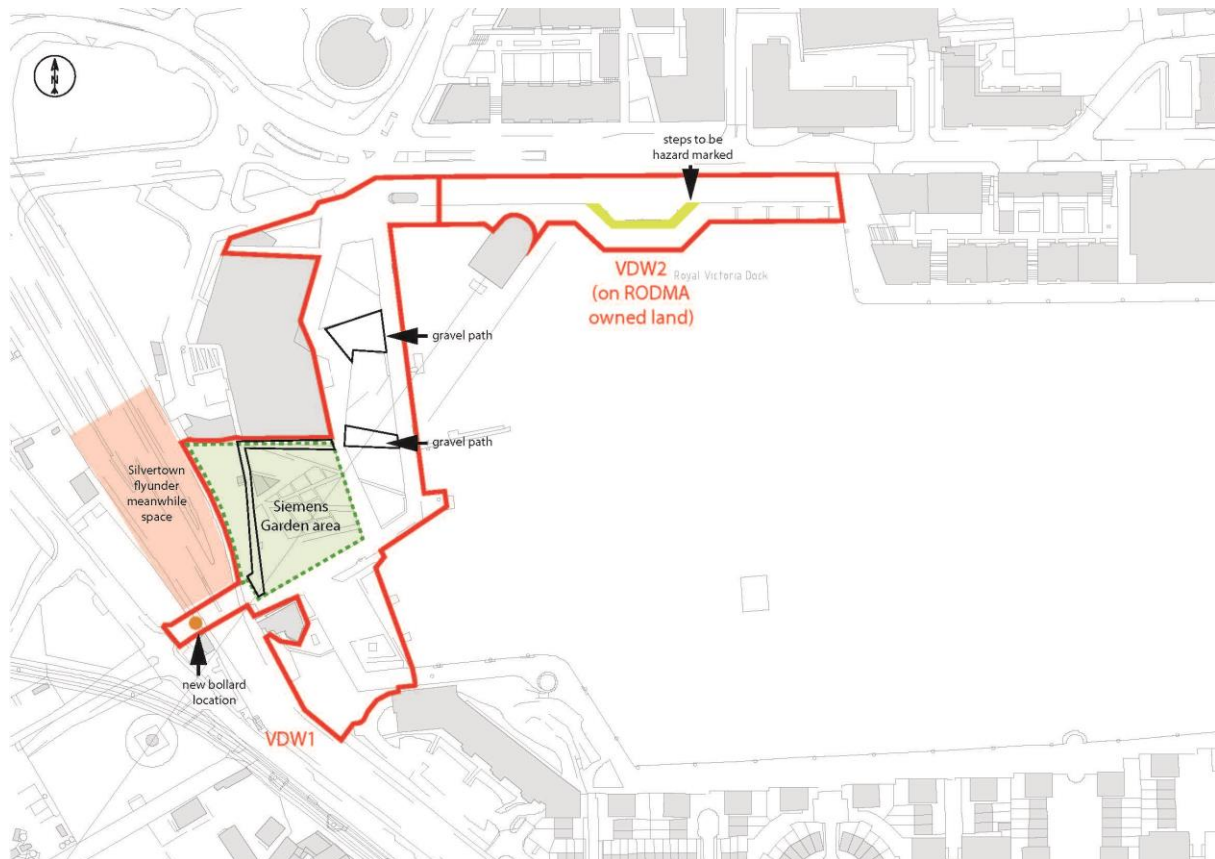 N
steps to be
hazard marked
VDW2
(on RODMA
owned land)
Royal Victoria Dock
gravel path
gravel path
Silvertown
flyunder
meanwhile
space
Siemens
Garden area
new bollard
location
VDW1